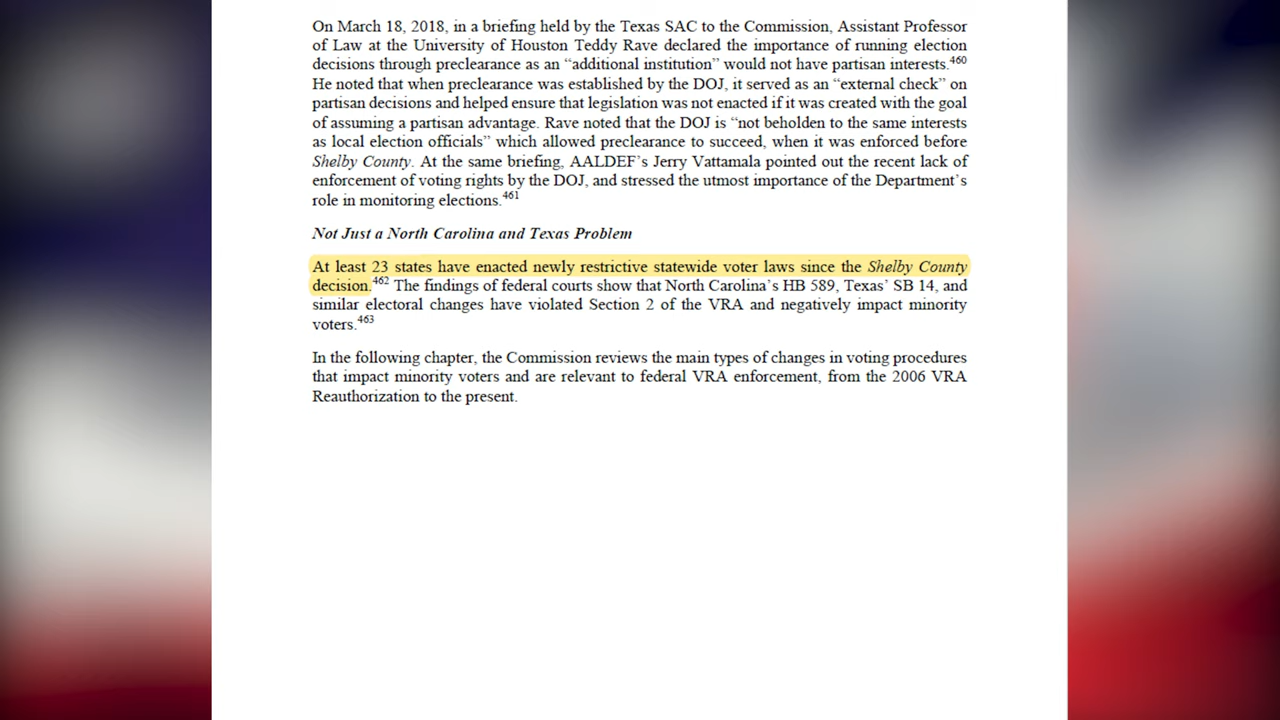 On March 18, 2018, in a briefing held by the Texas SAC to the Commission, Assistant Professor
of Law at the University of Houston Teddy Rave declared the importance of running election
decisions through preclearance as an “additional institution” would not have partisan interests.460
He noted that when preclearance was established by the DOJ, it served as an “external check” on
partisan decisions and helped ensure that legislation was not enacted if it was created with the goal
of assuming a partisan advantage. Rave noted that the DOJ is “not beholden to the same interests
as local election officials” which allowed preclearance to succeed, when it was enforced before
Shelby County. At the same briefing, AALDEF’s Jerry Vattamala pointed out the recent lack of
enforcement of voting rights by the DOJ, and stressed the utmost importance of the Department’s
role in monitoring elections.461
Not Just a North Carolina and Texas Problem
At least 23 states have enacted newly restrictive statewide voter laws since the Shelby County
decision.462 The findings of federal courts show that North Carolina’s HB 589, Texas’ SB 14, and
similar electoral changes have violated Section 2 of the VRA and negatively impact minority
voters.463
In the following chapter, the Commission reviews the main types of changes in voting procedures
that impact minority voters and are relevant to federal VRA enforcement, from the 2006 VRA
Reauthorization to the present.